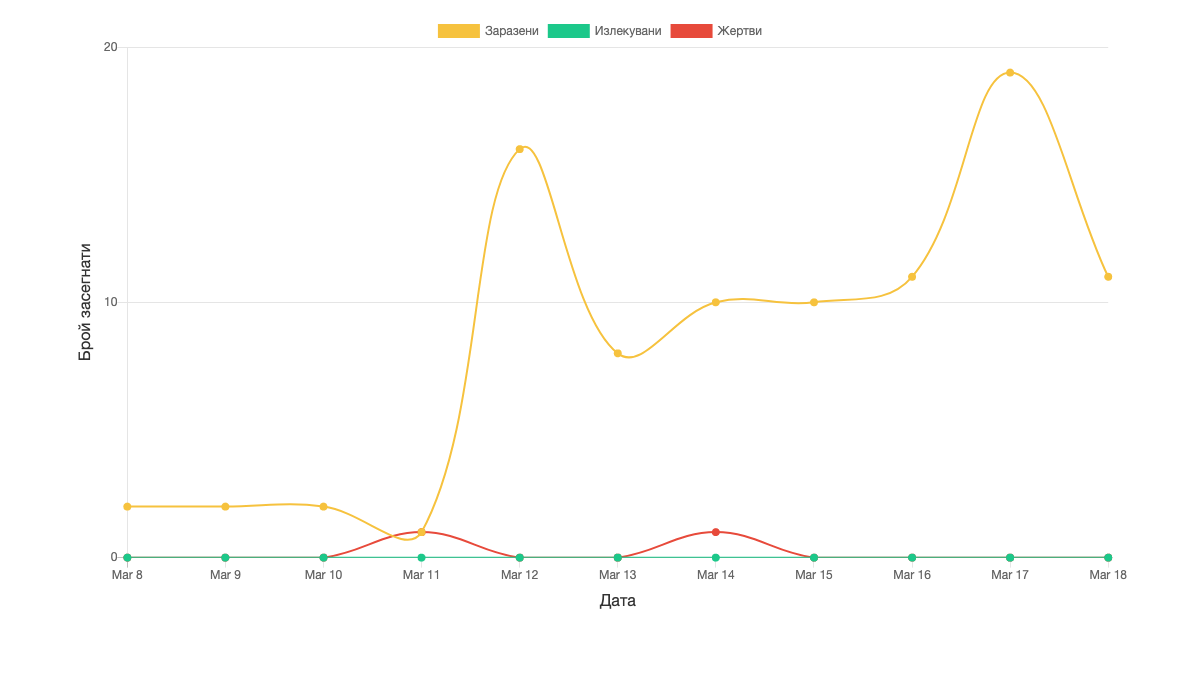 Заразени Излекувани Жертви
20
10
0
Брой засегнати
Mar 8 Mar 9 Mar 10 Mar 11 Mar 12 Mar 13 Mar 14 Mar 15 Mar 16 Mar 17 Mar 18
Дата